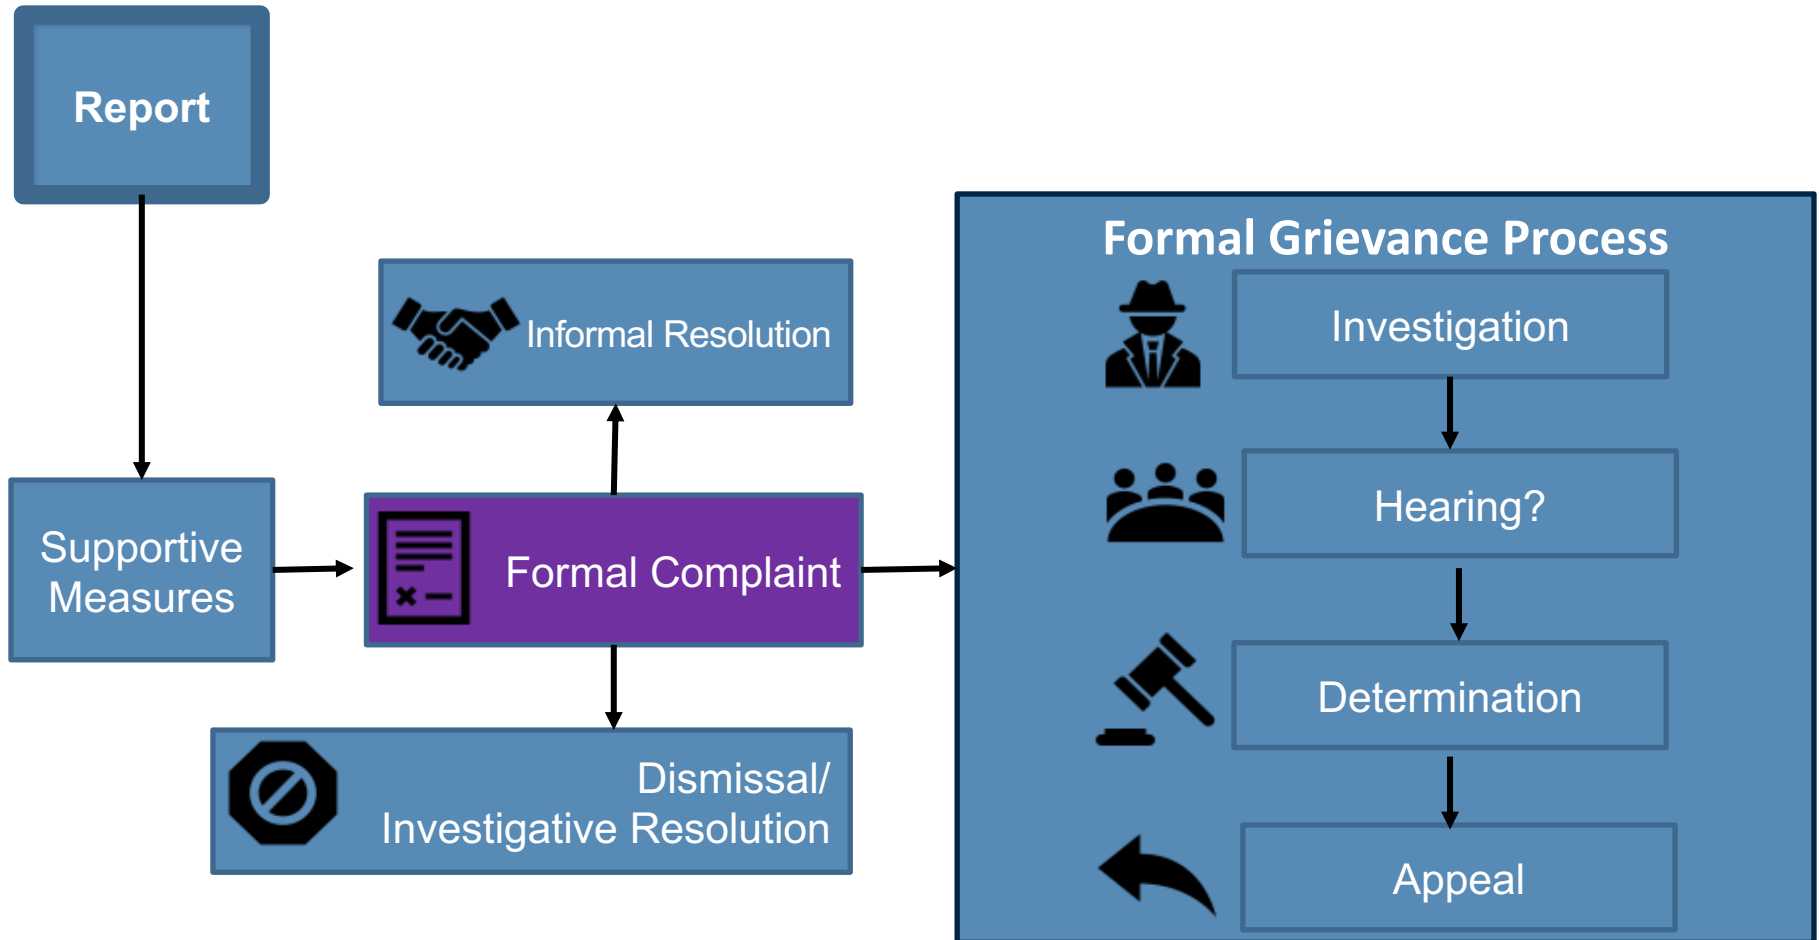 Report
Supportive
Measures
Informal Resolution
Formal Complaint
Dismissal/
Investigative Resolution
Formal Grievance Process
Investigation
Hearing?
Determination
Appeal